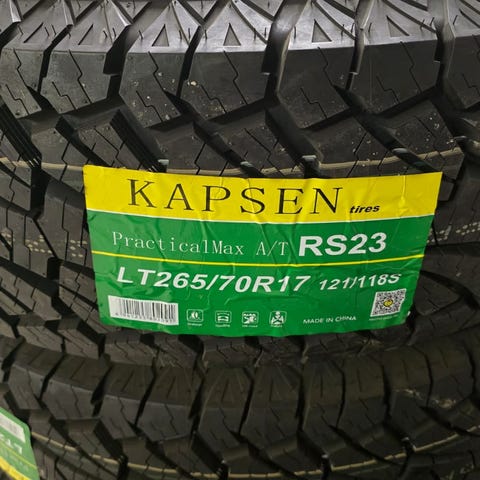 KAPSEN tires
PracticalMax A/T RS23
LT265/70R17 121/118S
MADE IN CHINA